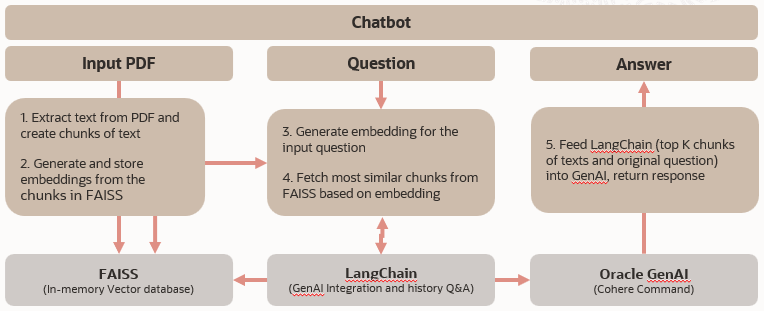 Chatbot
Input PDF
Question
Answer
1. Extract text from PDF and
create chunks of text
2. Generate and store
embeddings from the
chunks in FAISS
3. Generate embedding for the
input question
4. Fetch most similar chunks from
FAISS based on embedding
5. Feed LangChain (top K chunks
of texts and original question)
into GenAI, return response
FAISS
(In-memory Vector database)
LangChain
(GenAI Integration and history Q&A)
Oracle GenAI
(Cohere Command)